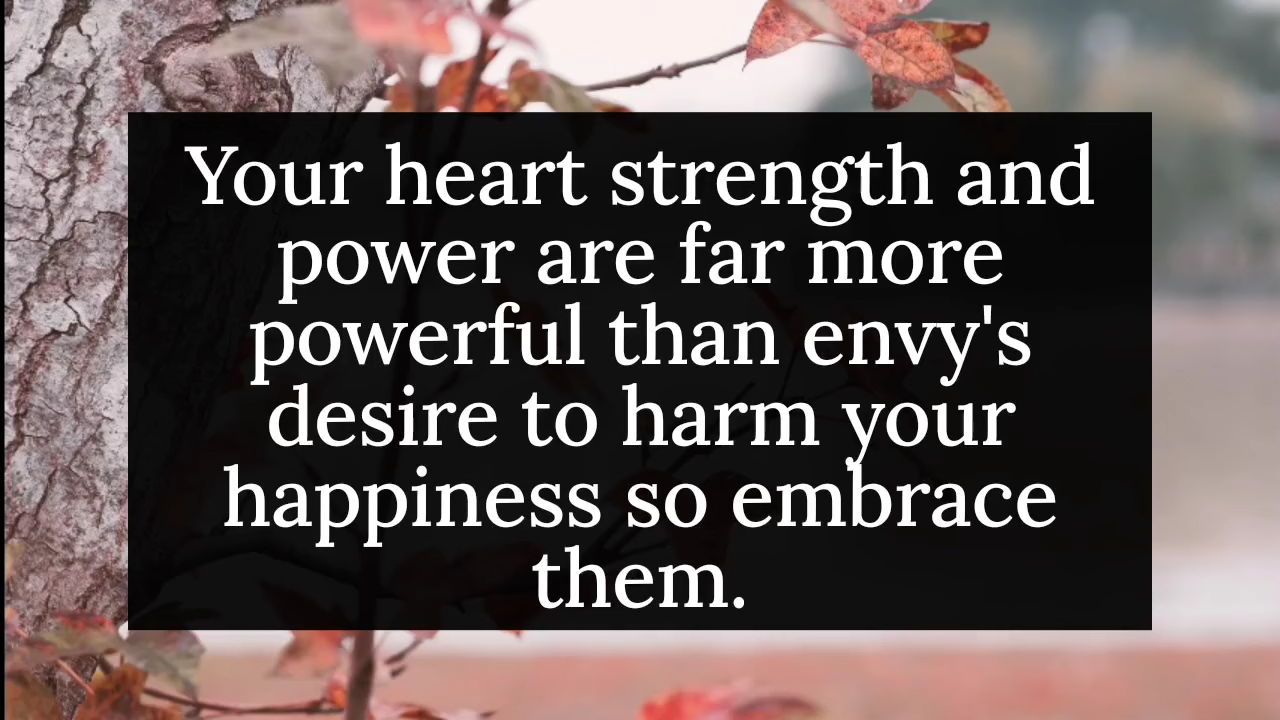 Your heart strength and
power are far more
powerful than envy's
desire to harm your
happiness so embrace
them.